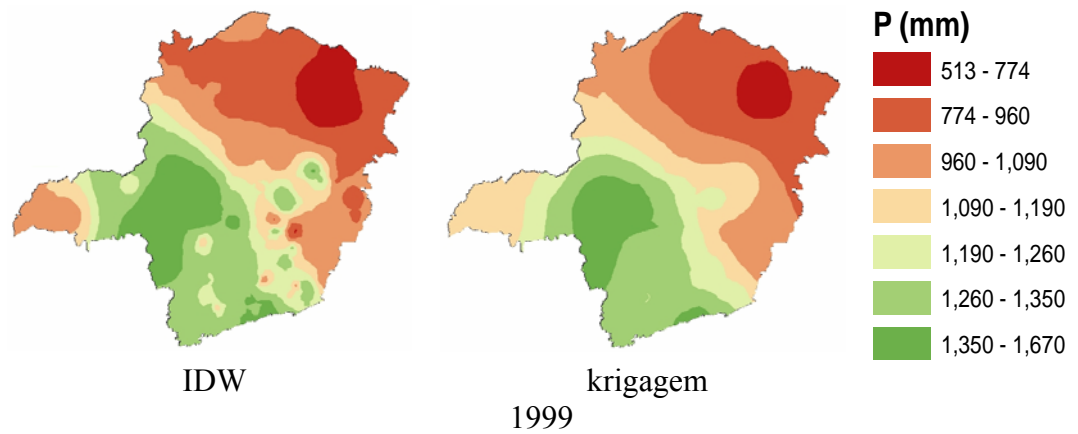 P (mm)
513 - 774
774 - 960
960 - 1,090
1,090 - 1,190
1,190 - 1,260
1,260 - 1,350
1,350 - 1,670
IDW
krigagem
1999